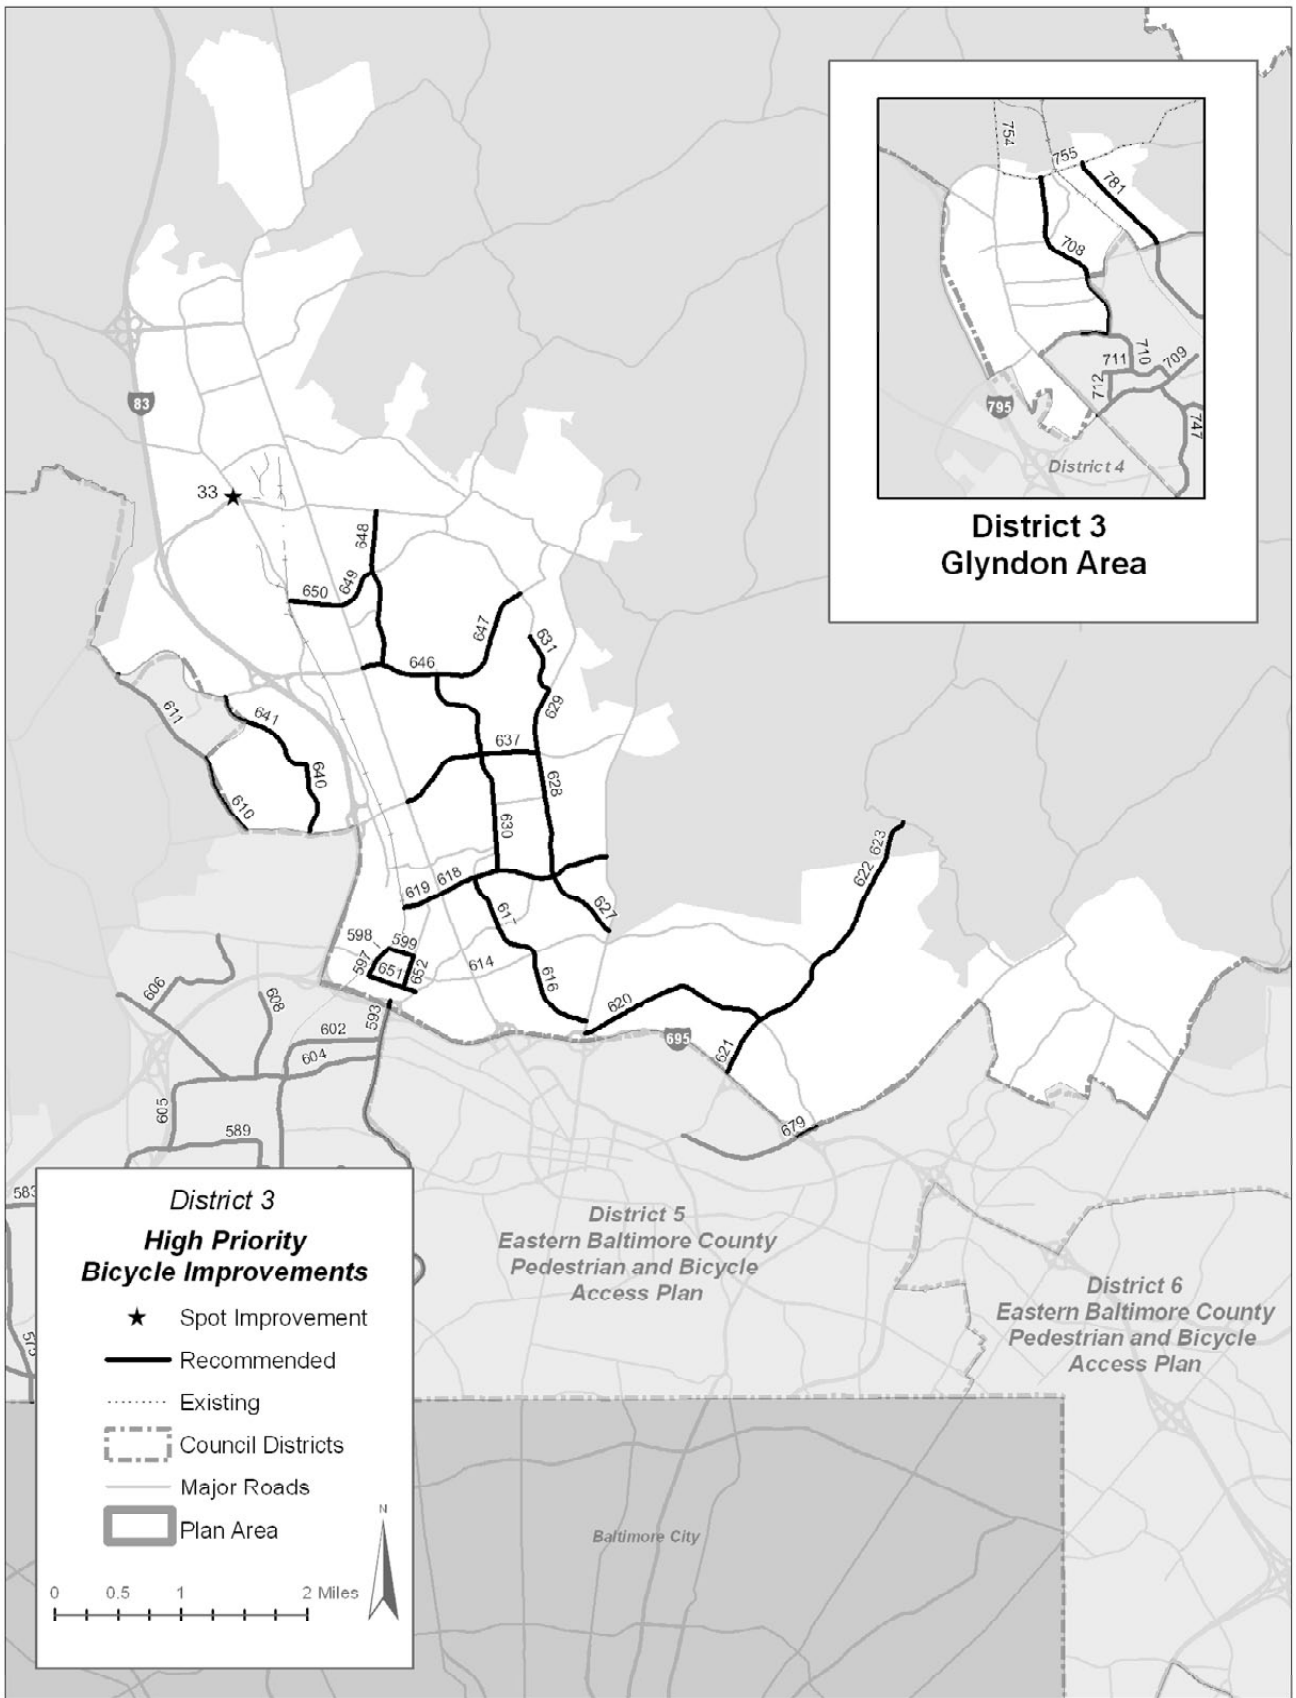 754
755
781
708
710
711
709
712
747
795
District 4
District 3
Glyndon Area
83
33
648
649
650
647
646
631
629
611
641
640
610
637
628
630
623
622
619
618
627
598
599
597
651
652
614
616
620
621
695
606
608
593
602
604
605
589
679
583
District 5
Eastern Baltimore County
Pedestrian and Bicycle
Access Plan
District 6
Eastern Baltimore County
Pedestrian and Bicycle
Access Plan
Baltimore City
District 3
High Priority
Bicycle Improvements
Spot Improvement
Recommended
Existing
Council Districts
Major Roads
Plan Area
N
0 0.5 1 2 Miles